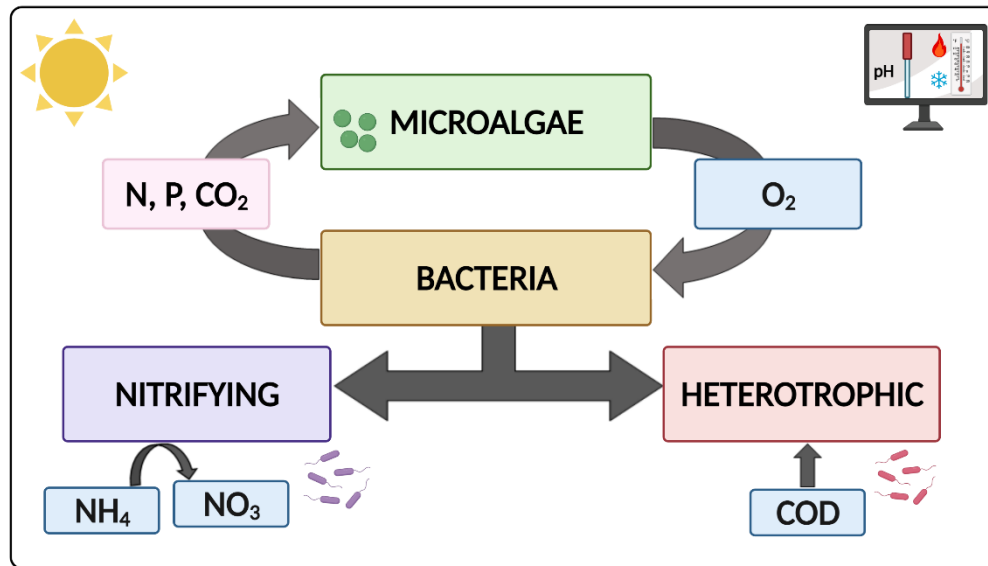 pH
MICROALGAE
N, P, CO₂
O₂
BACTERIA
NITRIFYING
HETEROTROPHIC
NH₄
NO₃
COD